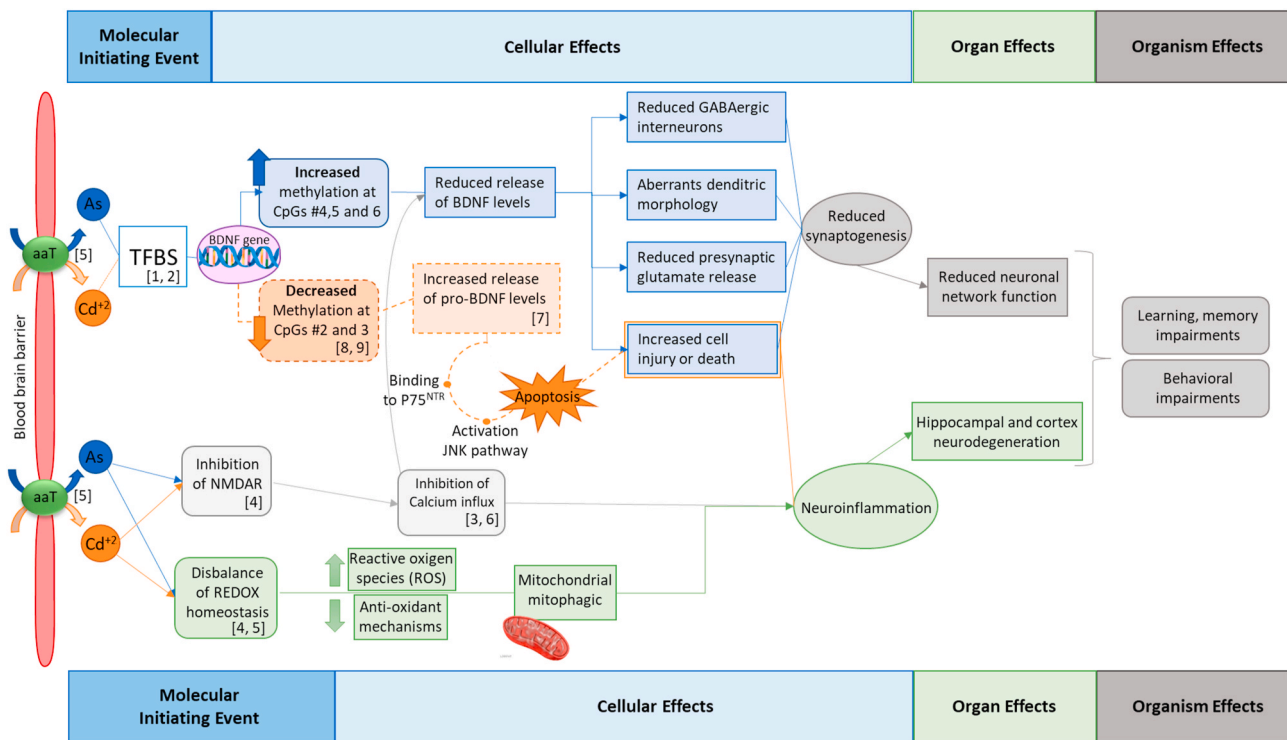 Molecular
Initiating Event
Cellular Effects
Organ Effects
Organism Effects
Blood brain barrier
As
aaT
[5]
Cd+2
TFBS
[1, 2]
BDNF gene
Increased
methylation at
CpGs #4,5 and 6
Decreased
Methylation at
CpGs #2 and 3
[8, 9]
Reduced release
of BDNF levels
Increased release
of pro-BDNF levels
[7]
Binding
to P75NTR
Activation
JNK pathway
Apoptosis
Reduced GABAergic
interneurons
Aberrants denditric
morphology
Reduced presynaptic
glutamate release
Increased cell
injury or death
Reduced
synaptogenesis
Reduced neuronal
network function
Learning, memory
impairments
Behavioral
impairments
Hippocampal and cortex
neurodegeneration
Neuroinflammation
As
aaT
[5]
Cd+2
Inhibition
of NMDAR
[4]
Inhibition of
Calcium influx
[3, 6]
Disbalance
of REDOX
homeostasis
[4, 5]
Reactive oxigen
species (ROS)
Anti-oxidant
mechanisms
Mitochondrial
mitophagic
Molecular
Initiating Event
Cellular Effects
Organ Effects
Organism Effects